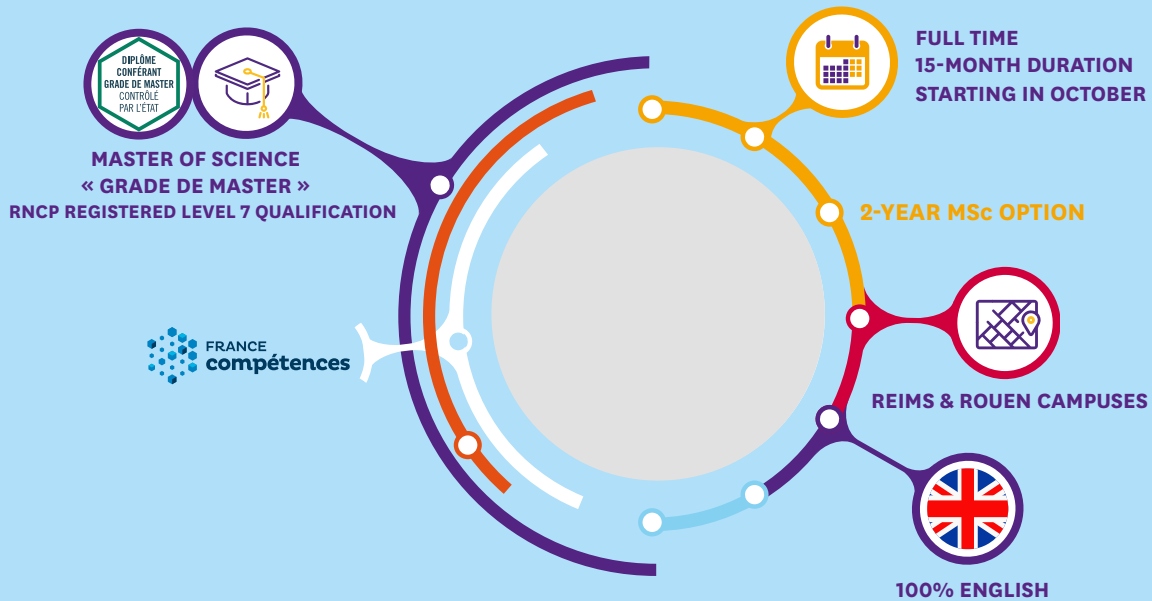 DIPLÔME
CONFÉRANT
GRADE DE MASTER
CONTRÔLÉ
PAR L'ÉTAT
MASTER OF SCIENCE
« GRADE DE MASTER »
RNCP REGISTERED LEVEL 7 QUALIFICATION
FRANCE
compétences
FULL TIME
15-MONTH DURATION
STARTING IN OCTOBER
2-YEAR MSc OPTION
REIMS & ROUEN CAMPUSES
100% ENGLISH